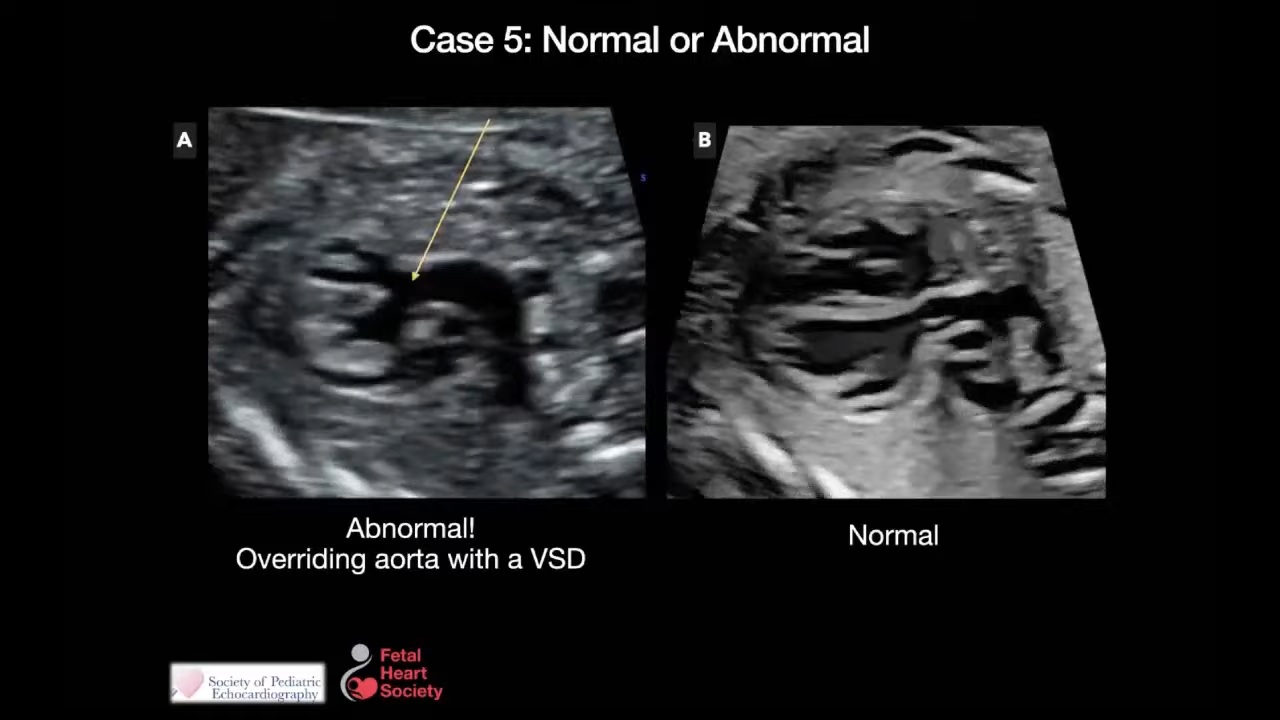 Case 5: Normal or Abnormal
A
B
s
Abnormal!
Overriding aorta with a VSD
Normal
Society of Pediatric
Echocardiography
Fetal
Heart
Society